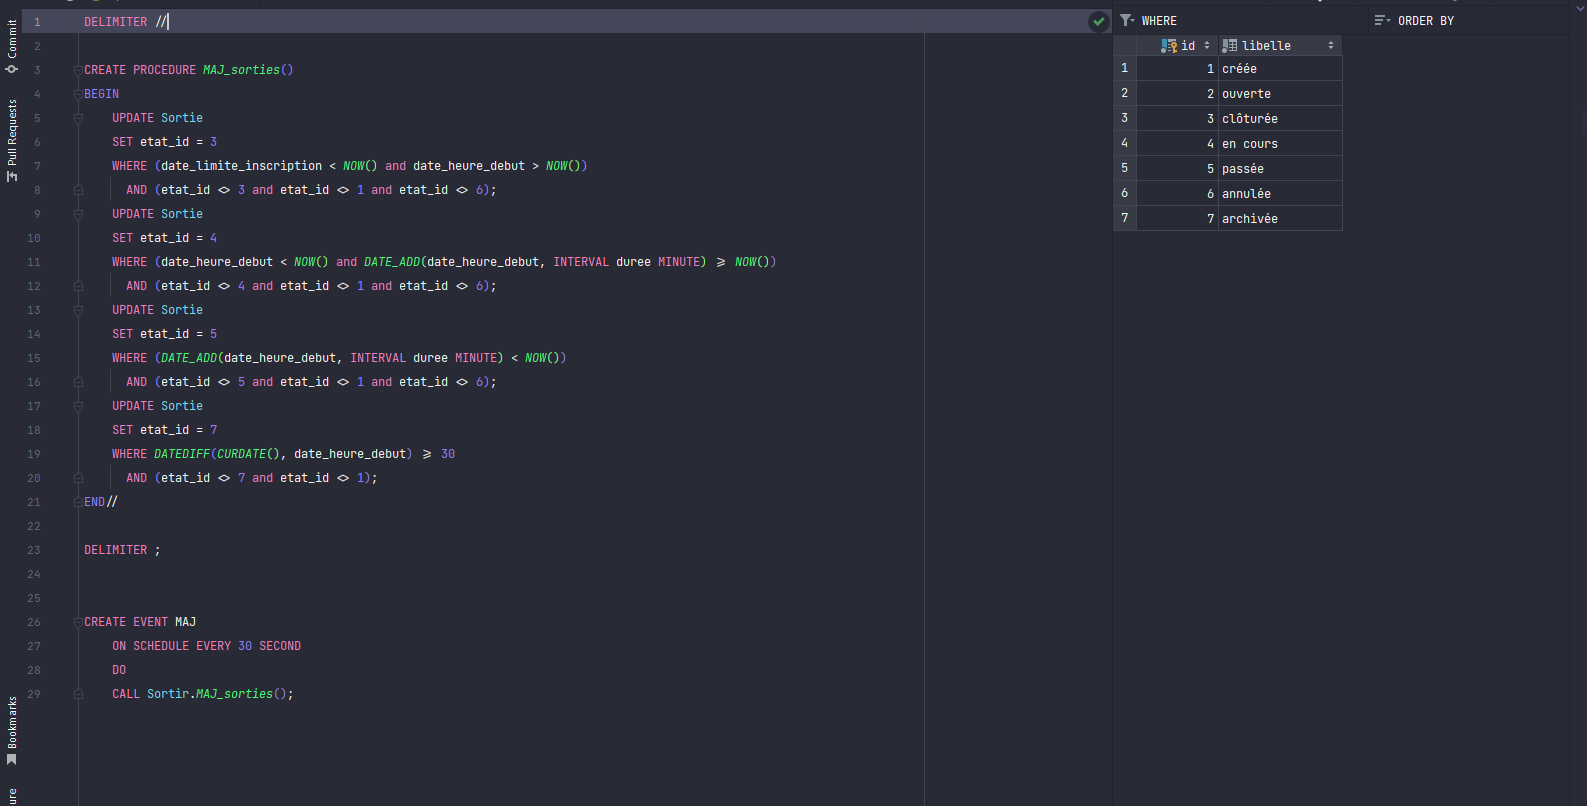 Commit
Pull Requests
Bookmarks
ure
1 DELIMITER //
2
3 CREATE PROCEDURE MAJ_sorties()
4 BEGIN
5 UPDATE Sortie
6 SET etat_id = 3
7 WHERE (date_limite_inscription < NOW() and date_heure_debut > NOW())
8 AND (etat_id <> 3 and etat_id <> 1 and etat_id <> 6);
9 UPDATE Sortie
10 SET etat_id = 4
11 WHERE (date_heure_debut < NOW() and DATE_ADD(date_heure_debut, INTERVAL duree MINUTE) >= NOW())
12 AND (etat_id <> 4 and etat_id <> 1 and etat_id <> 6);
13 UPDATE Sortie
14 SET etat_id = 5
15 WHERE (DATE_ADD(date_heure_debut, INTERVAL duree MINUTE) < NOW())
16 AND (etat_id <> 5 and etat_id <> 1 and etat_id <> 6);
17 UPDATE Sortie
18 SET etat_id = 7
19 WHERE DATEDIFF(CURDATE(), date_heure_debut) >= 30
20 AND (etat_id <> 7 and etat_id <> 1);
21 END//
22
23 DELIMITER ;
24
25
26 CREATE EVENT MAJ
27 ON SCHEDULE EVERY 30 SECOND
28 DO
29 CALL Sortir.MAJ_sorties();
WHERE ORDER BY
id libelle
1 1 créée
2 2 ouverte
3 3 clôturée
4 4 en cours
5 5 passée
6 6 annulée
7 7 archivée